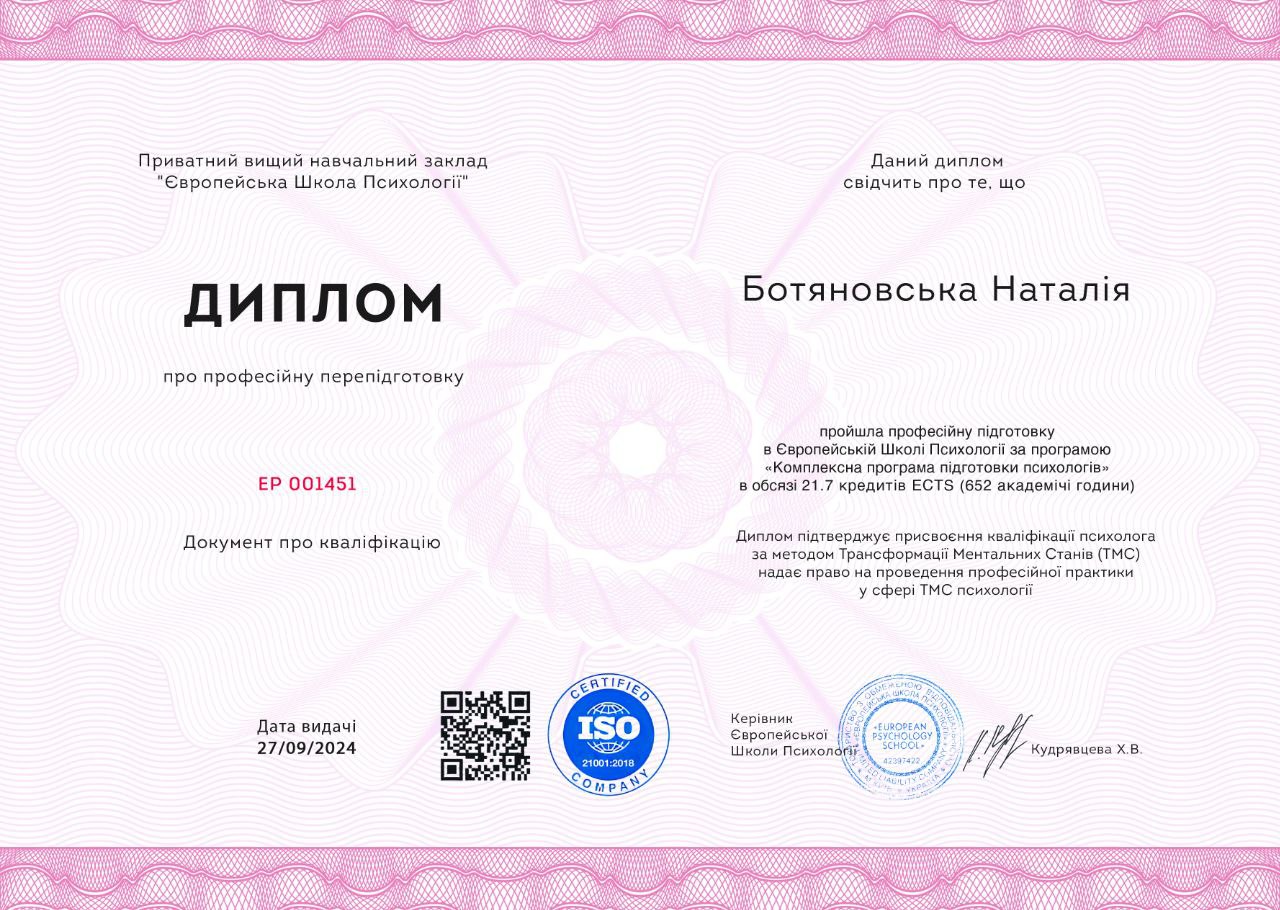 Приватний вищий навчальний заклад
"Європейська Школа Психології"
ДИПЛОМ
про професійну перепідготовку
EP 001451
Документ про кваліфікацію
Дата видачі
27/09/2024
CERTIFIED
ISO
21001:2018
COMPANY
Даний диплом
свідчить про те, що
Ботяновська Наталія
пройшла професійну підготовку
в Європейській Школі Психології за програмою
«Комплексна програма підготовки психологів»
в обсязі 21.7 кредитів ECTS (652 академічі години)
Диплом підтверджує присвоєння кваліфікації психолога
за методом Трансформації Ментальних Станів (ТМС)
надає право на проведення професійної практики
у сфері ТМС психології
Керівник
Європейської
Школи Психології
«EUROPEAN
PSYCHOLOGY
SCHOOL»
42397422
Кудрявцева Х.В.